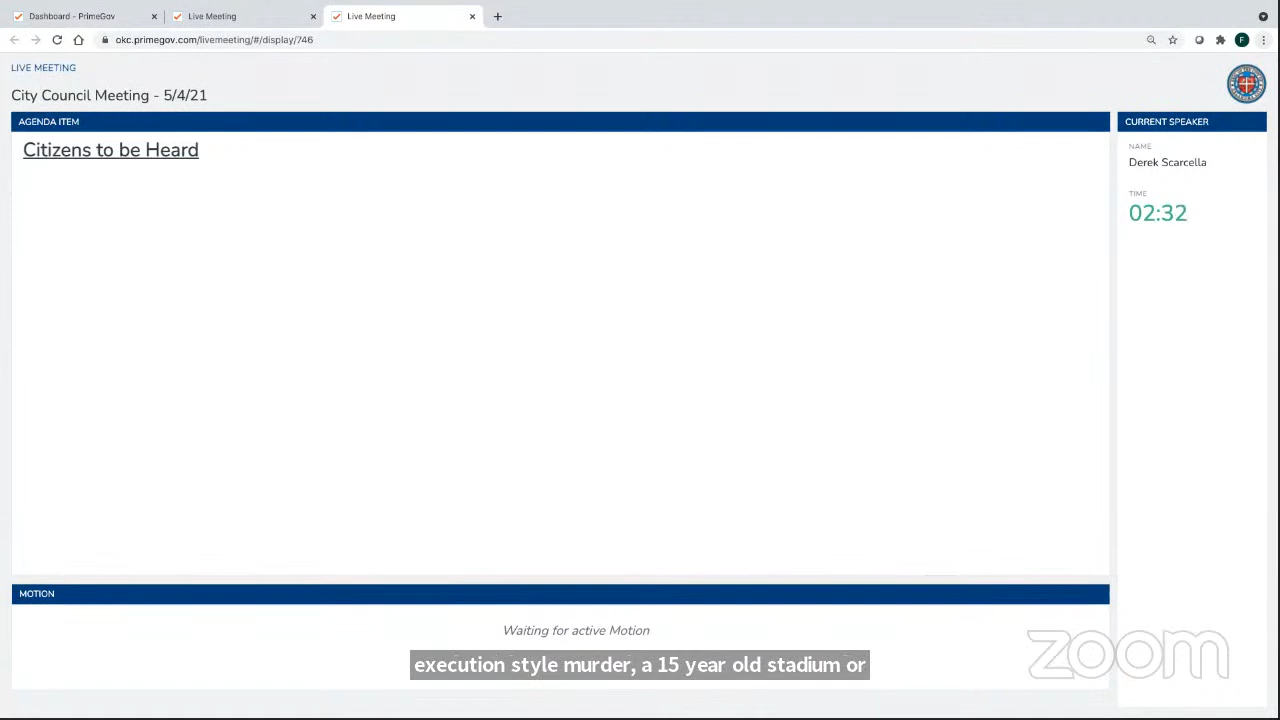 Dashboard - PrimeGov
Live Meeting
Live Meeting
okc.primegov.com/livemeeting/#/display/746
F
LIVE MEETING
City Council Meeting - 5/4/21
AGENDA ITEM
CURRENT SPEAKER
Citizens to be Heard
NAME
Derek Scarcella
TIME
02:32
MOTION
Waiting for active Motion
execution style murder, a 15 year old stadium or
zoom